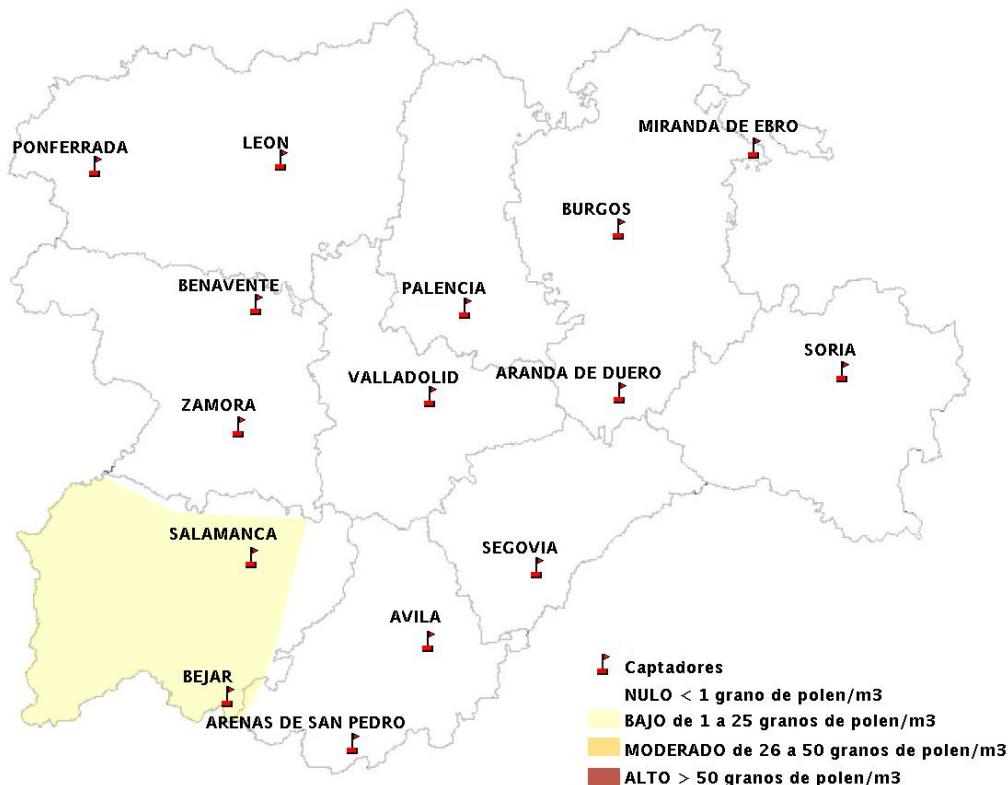 MIRANDA DE EBRO
PONFERRADA
LEON
BURGOS
BENAVENTE
PALENCIA
SORIA
VALLADOLID
ARANDA DE DUERO
ZAMORA
SALAMANCA
SEGOVIA
AVILA
BEJAR
ARENAS DE SAN PEDRO
Captadores
NULO < 1 grano de polen/m3
BAJO de 1 a 25 granos de polen/m3
MODERADO de 26 a 50 granos de polen/m3
ALTO > 50 granos de polen/m3